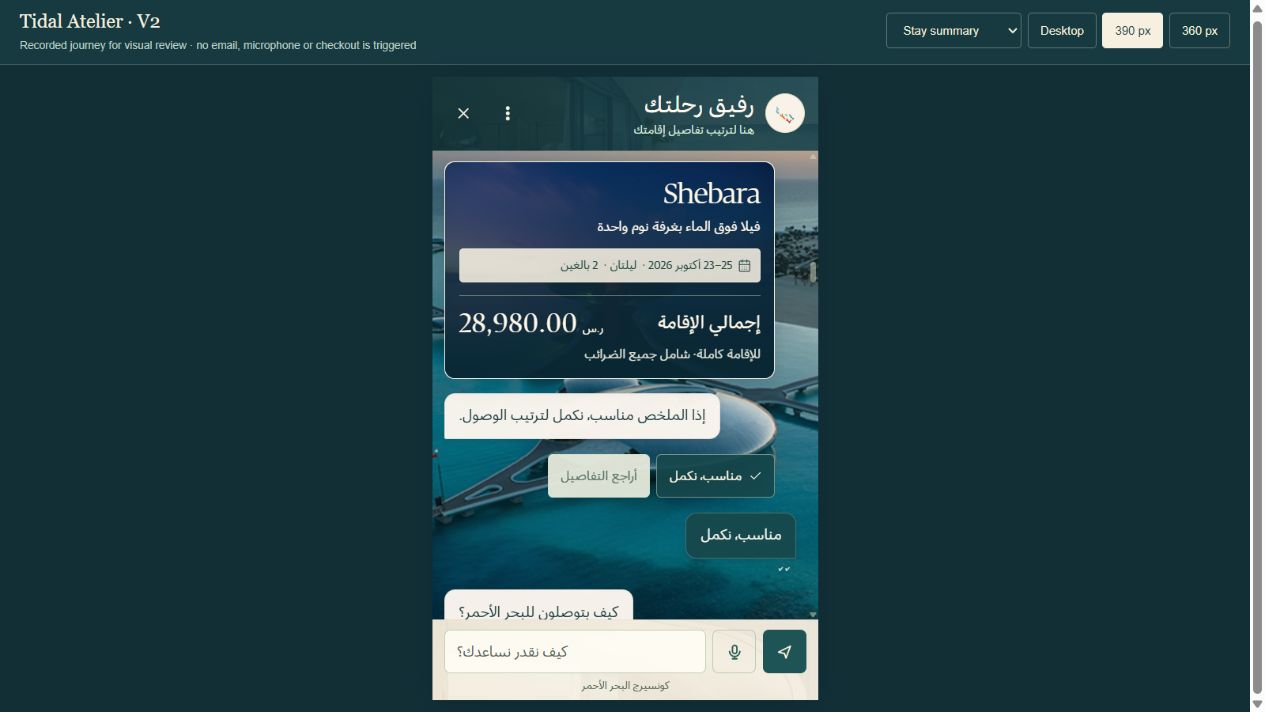 Tidal Atelier · V2
Recorded journey for visual review · no email, microphone or checkout is triggered
Stay summary
Desktop
390 px
360 px
رفيق رحلتك
هنا لترتيب تفاصيل إقامتك
Shebara
فيلا فوق الماء بغرفة نوم واحدة
23–25 أكتوبر 2026 · ليلتان · 2 بالغين
إجمالي الإقامة
28,980.00 ر.س
للإقامة كاملة· شامل جميع الضرائب
إذا الملخص مناسب، نكمل لترتيب الوصول.
مناسب، نكمل
أراجع التفاصيل
مناسب، نكمل
كيف بتوصلون للبحر الأحمر؟
كيف نقدر نساعدك؟
كونسيرج البحر الأحمر